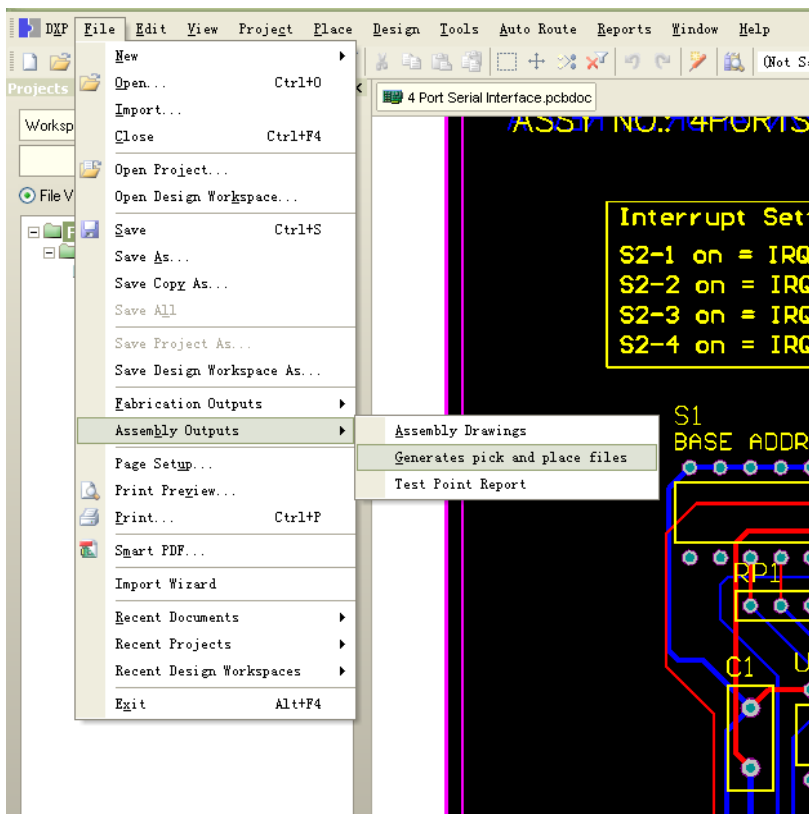 DXP File Edit View Project Place Design Tools Auto Route Reports Window Help
(Not S
Projects
4 Port Serial Interface.pcbdoc
Worksp
File V
New
Open... Ctrl+O
Import...
Close Ctrl+F4
Open Project...
Open Design Workspace...
Save Ctrl+S
Save As...
Save Copy As...
Save All
Save Project As...
Save Design Workspace As...
Fabrication Outputs
Assembly Outputs
Page Setup...
Print Preview...
Print... Ctrl+P
Smart PDF...
Import Wizard
Recent Documents
Recent Projects
Recent Design Workspaces
Exit Alt+F4
Assembly Drawings
Generates pick and place files
Test Point Report
ASSY NO.: 4PORTS
Interrupt Set
S2-1 on = IRQ
S2-2 on = IRQ
S2-3 on = IRQ
S2-4 on = IRQ
S1
BASE ADDR
RP1
C1 U